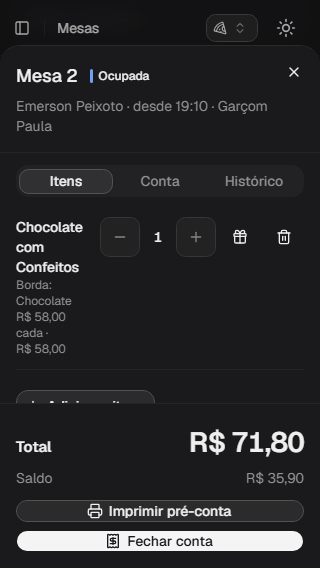 Mesas
Mesa 2
Ocupada
Emerson Peixoto · desde 19:10 · Garçom
Paula
Itens
Conta
Histórico
Chocolate
com
Confeitos
1
Borda:
Chocolate
R$ 58,00
cada ·
R$ 58,00
Total
R$ 71,80
Saldo
R$ 35,90
Imprimir pré-conta
Fechar conta